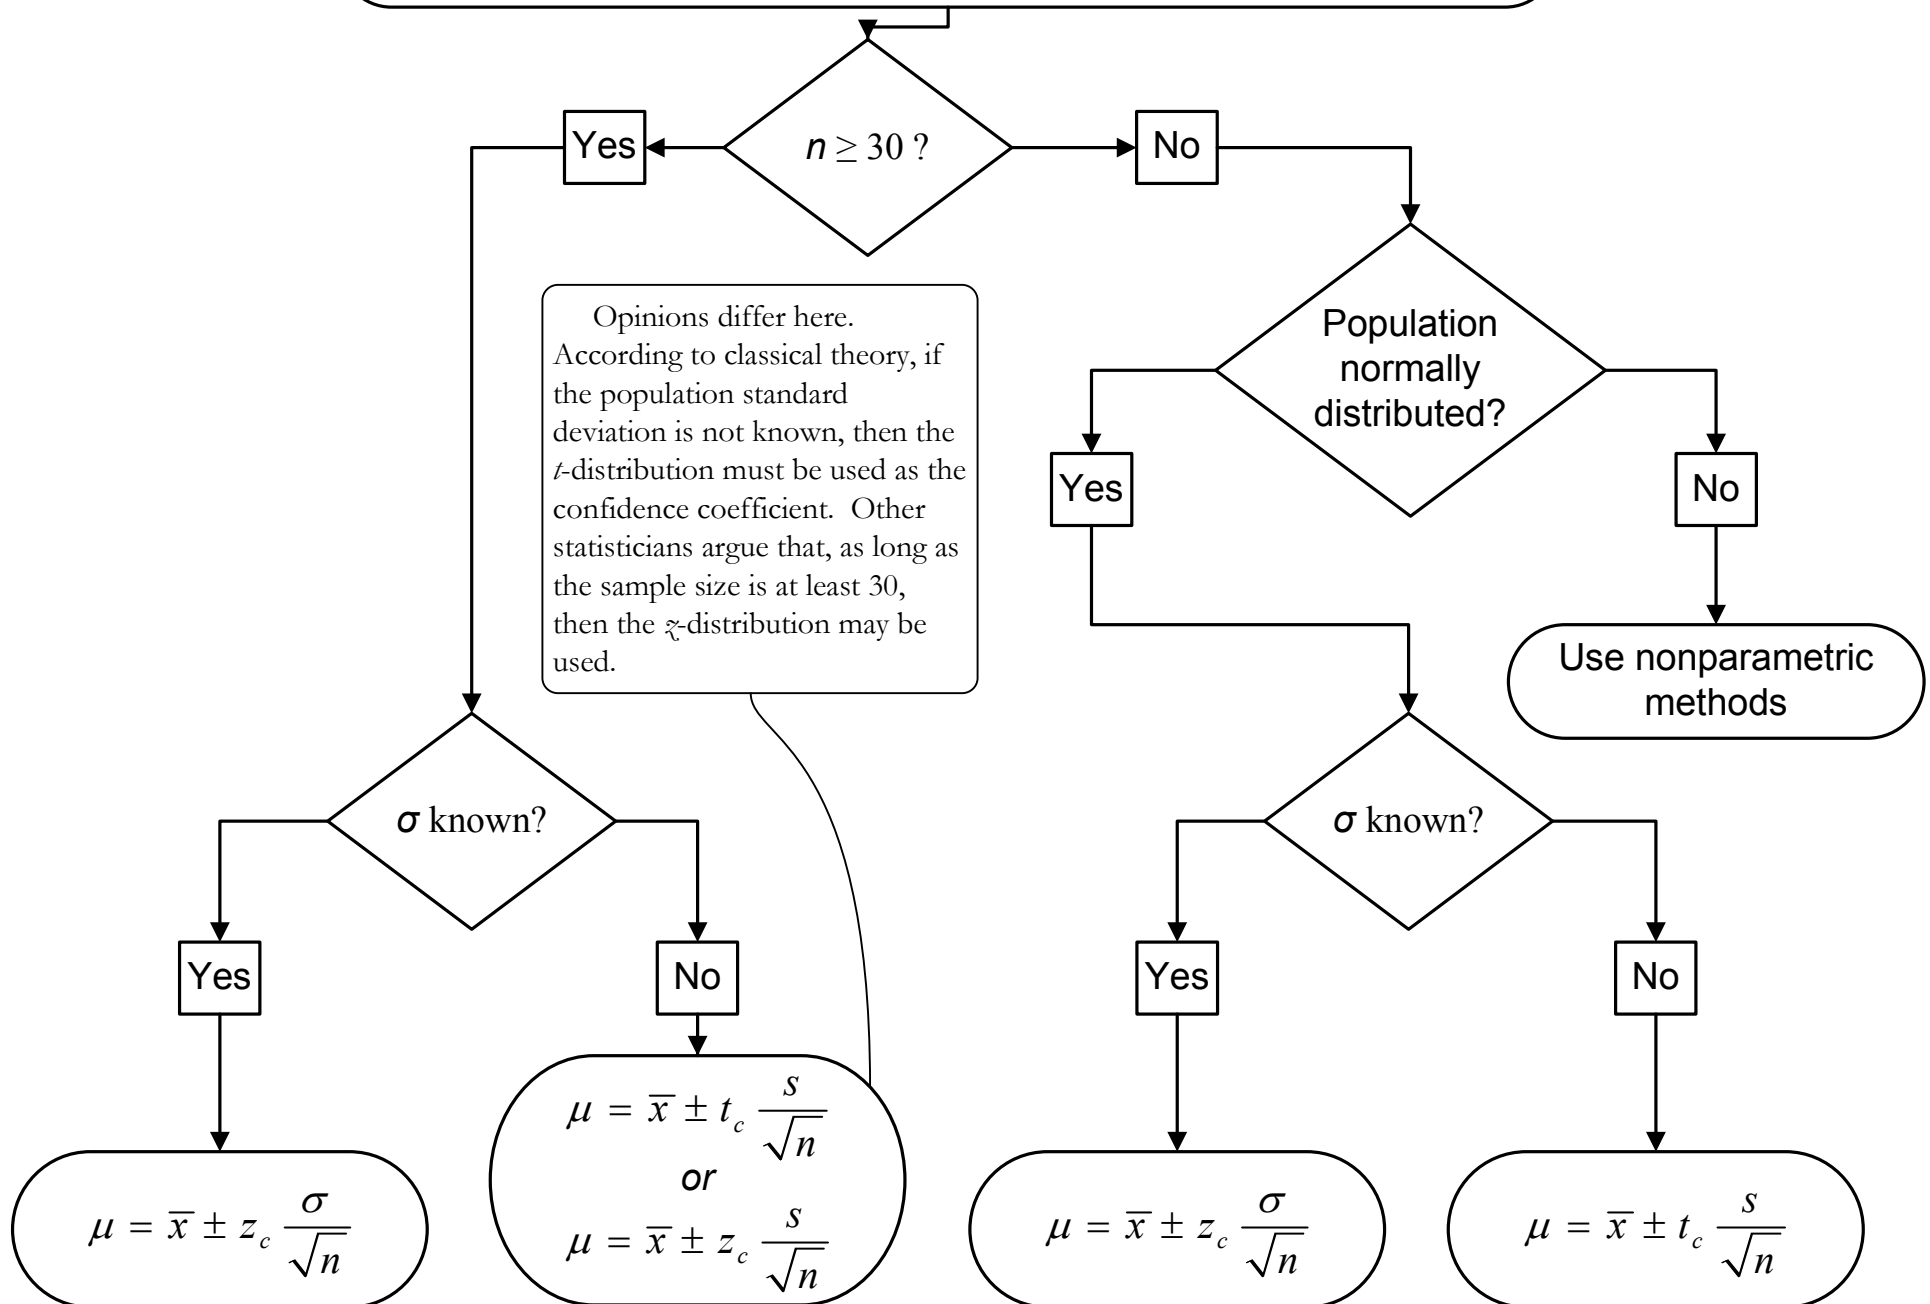 n ≥ 30 ?
Yes
No
Opinions differ here.
According to classical theory, if
the population standard
deviation is not known, then the
t-distribution must be used as the
confidence coefficient.  Other
statisticians argue that, as long as
the sample size is at least 30,
then the z-distribution may be
used.
Population
normally
distributed?
Yes
No
Use nonparametric
methods
σ known?
σ known?
Yes
No
Yes
No
μ = x̄ ± z_c σ/√n
μ = x̄ ± t_c s/√n
or
μ = x̄ ± z_c s/√n
μ = x̄ ± z_c σ/√n
μ = x̄ ± t_c s/√n